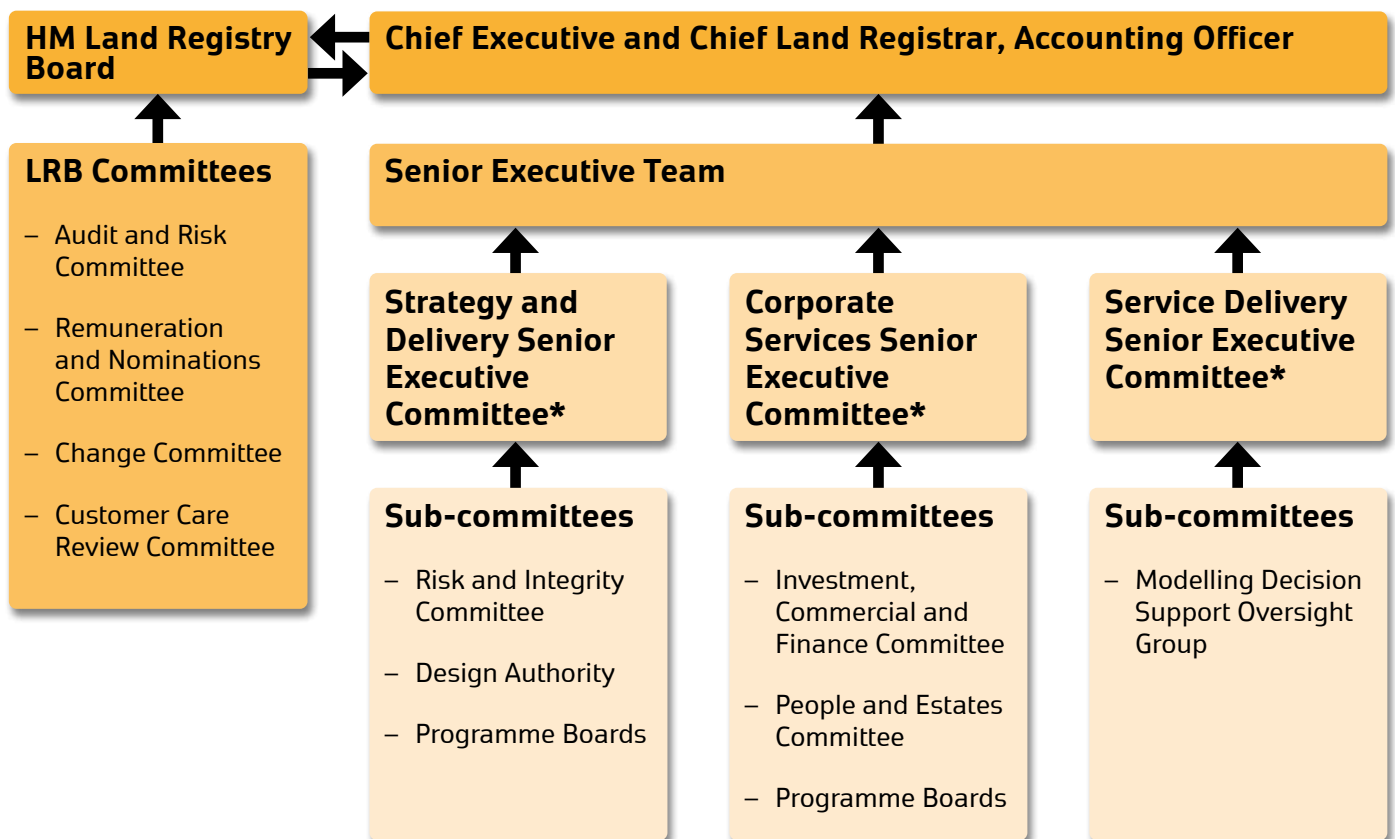 HM Land Registry
Board
Chief Executive and Chief Land Registrar, Accounting Officer
LRB Committees
– Audit and Risk
Committee
– Remuneration
and Nominations
Committee
– Change Committee
– Customer Care
Review Committee
Senior Executive Team
Strategy and
Delivery Senior
Executive
Committee*
Corporate
Services Senior
Executive
Committee*
Service Delivery
Senior Executive
Committee*
Sub-committees
– Risk and Integrity
Committee
– Design Authority
– Programme Boards
Sub-committees
– Investment,
Commercial and
Finance Committee
– People and Estates
Committee
– Programme Boards
Sub-committees
– Modelling Decision
Support Oversight
Group